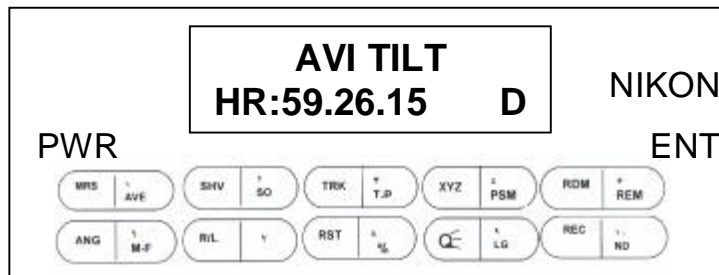 AVI TILT
HR:59.26.15 D
NIKON
PWR
ENT
MRS AVE
SHV SO
TRK T.P
XYZ PSM
RDM REM
ANG M-F
R/L
RST
LG
REC ND